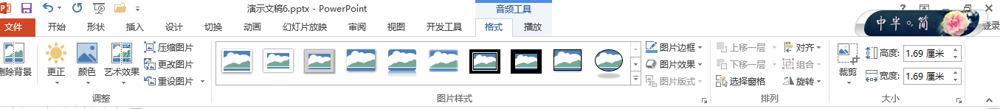 演示文稿6.pptx - PowerPoint
音频工具
中半。简
文件 开始 形状 插入 设计 切换 动画 幻灯片放映 审阅 视图 开发工具 格式 播放 登录
删除背景 更正 颜色 艺术效果 压缩图片 更改图片 重设图片
图片边框 图片效果 图片版式
上移一层 下移一层 选择窗格 对齐 组合 旋转
裁剪 高度: 1.69 厘米
宽度: 1.69 厘米
调整 图片样式 排列 大小